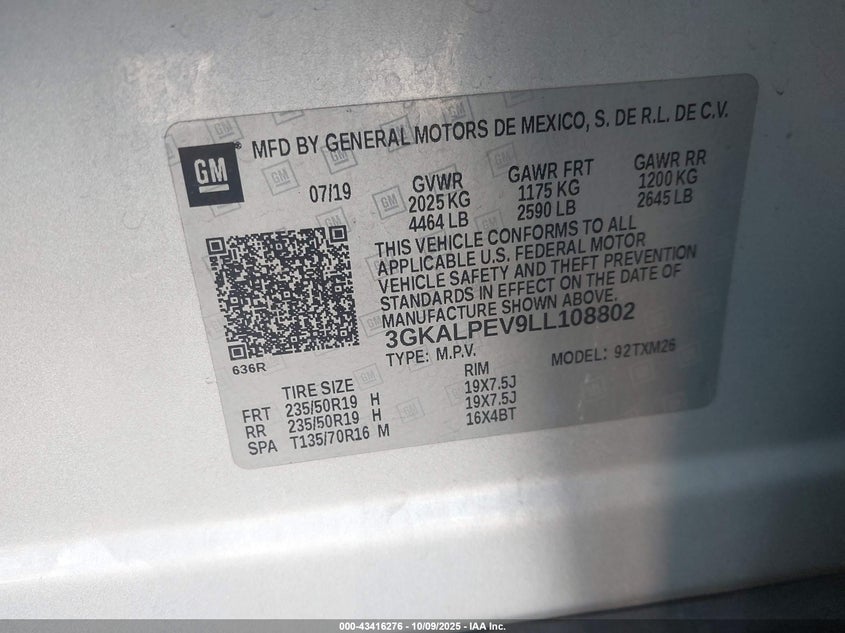 GM
MFD BY GENERAL MOTORS DE MEXICO, S. DE R.L. DE C.V.
07/19 GVWR GAWR FRT GAWR RR
2025 KG 1175 KG 1200 KG
4464 LB 2590 LB 2645 LB
THIS VEHICLE CONFORMS TO ALL
APPLICABLE U.S. FEDERAL MOTOR
VEHICLE SAFETY AND THEFT PREVENTION
STANDARDS IN EFFECT ON THE DATE OF
MANUFACTURE SHOWN ABOVE.
3GKALPEV9LL108802
636R
TYPE: M.P.V. MODEL: 92TXM26
TIRE SIZE RIM
FRT 235/50R19 H 19X7.5J
RR 235/50R19 H 19X7.5J
SPA T135/70R16 M 16X4BT
000-43416276 - 10/09/2025 - IAA Inc.